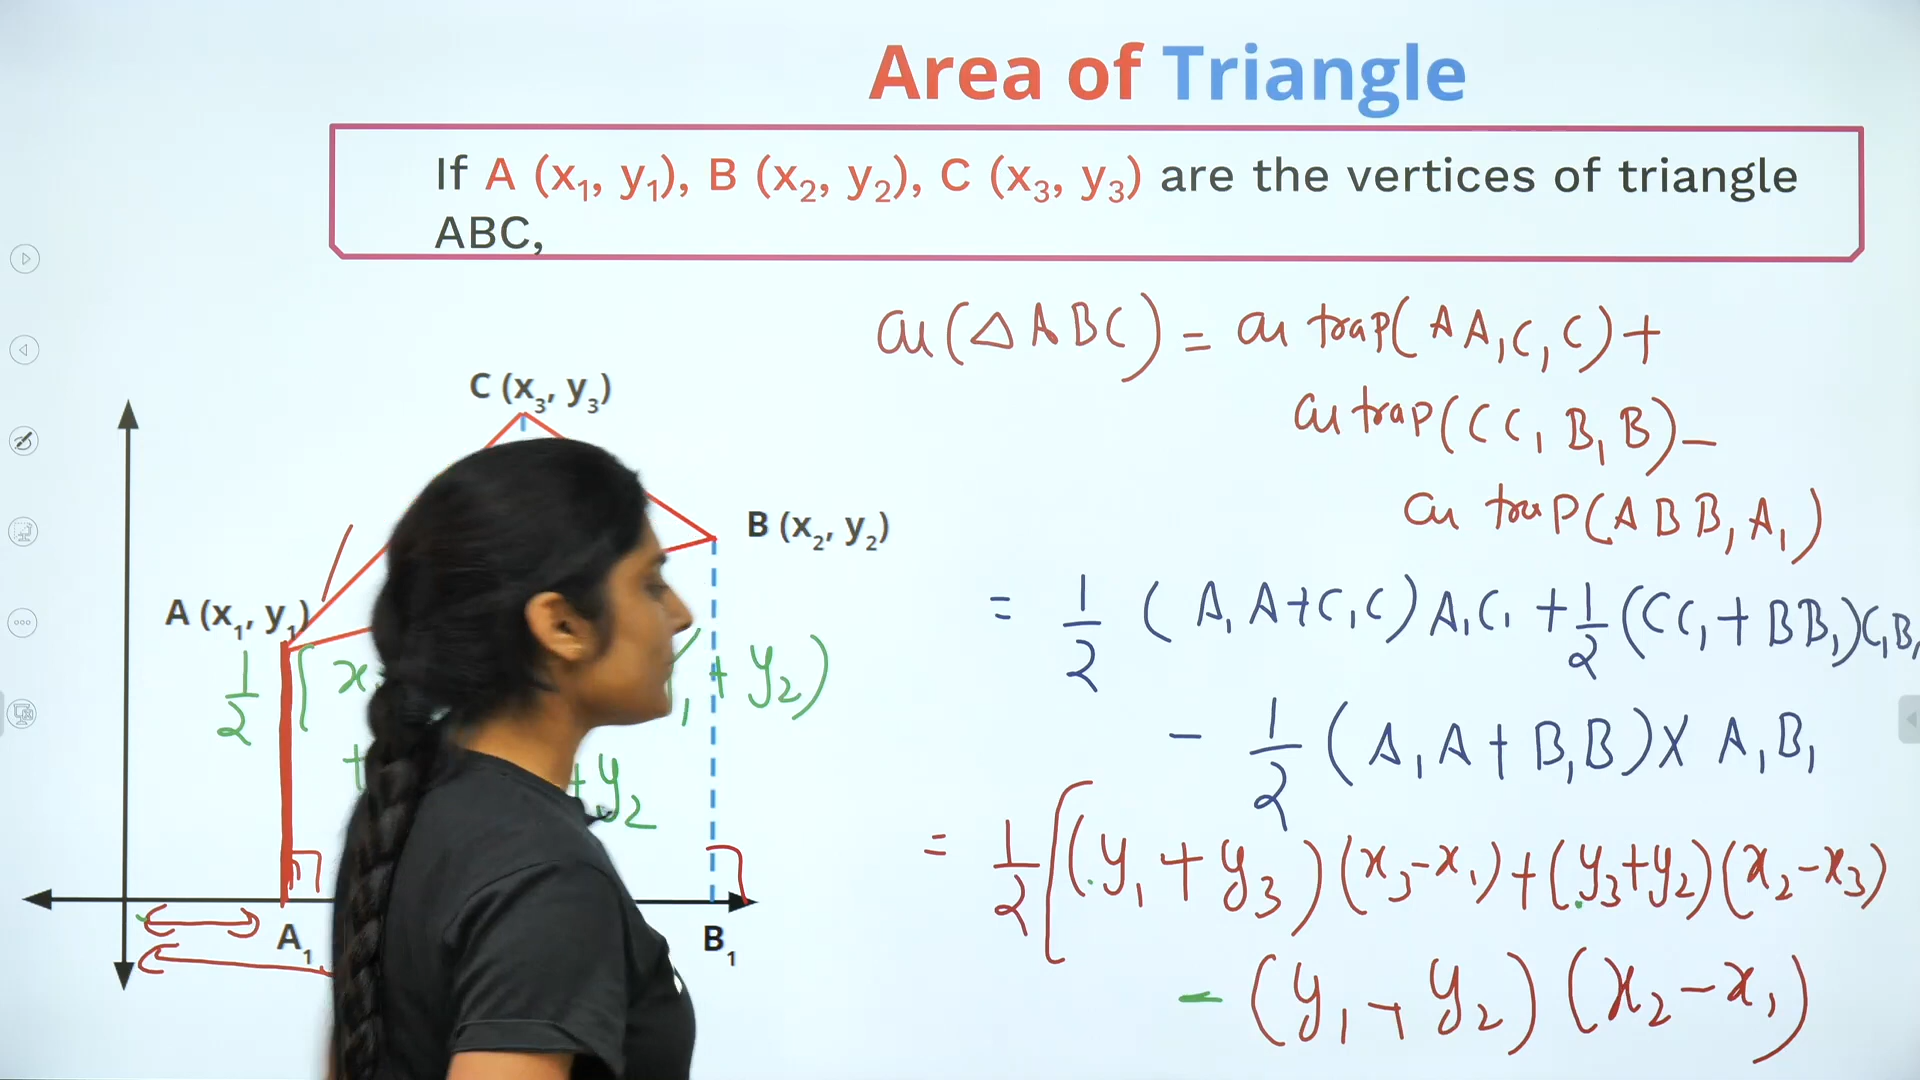 Area of Triangle
If A (x₁, y₁), B (x₂, y₂), C (x₃, y₃) are the vertices of triangle
ABC,
ar(△ABC) = ar trap(AA₁C₁C) +
ar trap(CC₁B₁B) –
ar trap(ABB₁A₁)
= 1/2 (A₁A+C₁C)A₁C₁ + 1/2 (CC₁+BB₁)C₁B₁
– 1/2 (A₁A+B₁B)× A₁B₁
= 1/2 [(y₁+y₃)(x₃–x₁)+(y₃+y₂)(x₂–x₃)
– (y₁+y₂)(x₂–x₁)
C (x₃, y₃)
B (x₂, y₂)
A (x₁, y₁)
1/2 [ x
+ y₂)
+
+y₂
A₁
B₁